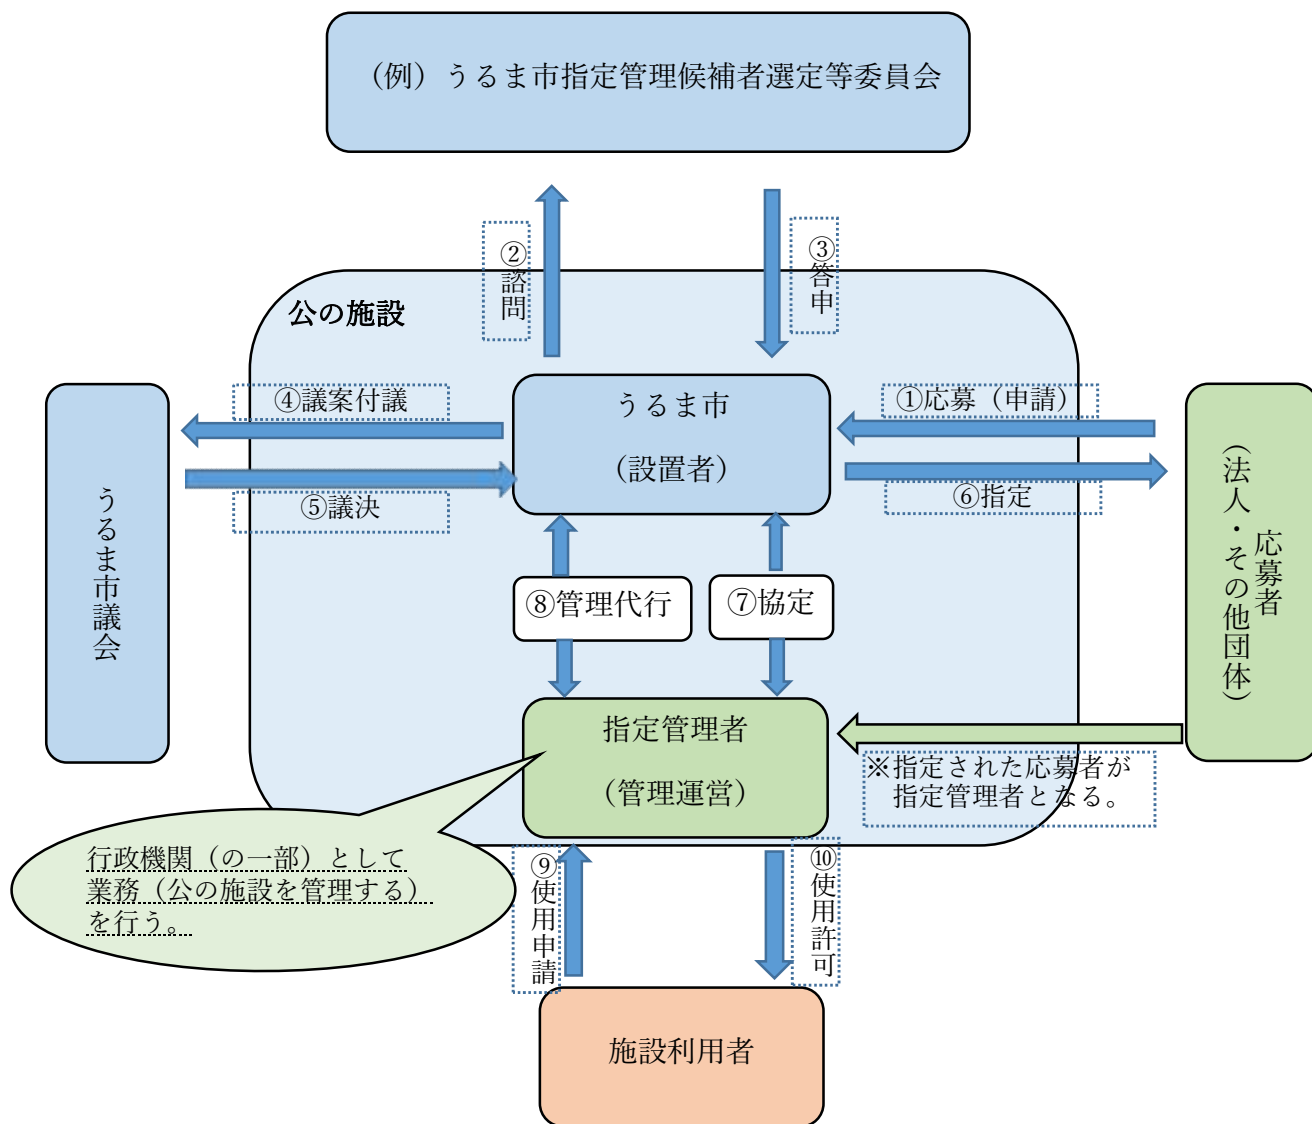 (例)うるま市指定管理候補者選定等委員会
②諮問
③答申
公の施設
④議案付議
うるま市
(設置者)
①応募(申請)
⑤議決
⑥指定
うるま市議会
応募者
(法人・その他団体)
⑧管理代行
⑦協定
指定管理者
(管理運営)
※指定された応募者が
指定管理者となる。
行政機関(の一部)として
業務(公の施設を管理する)
を行う。
⑨使用申請
⑩使用許可
施設利用者